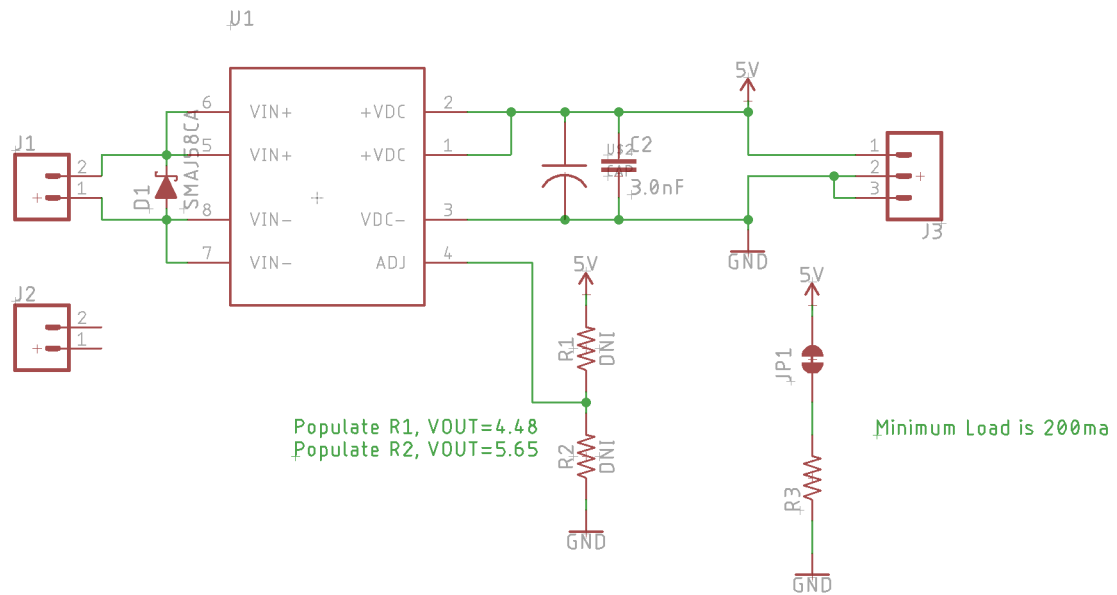 U1
5V
6
VIN+
+VDC
2
J1
SMAJ58CA
5
VIN+
+VDC
1
C2
1
2
2
3.0nF
3
1
D1
8
VIN-
VDC-
3
J3
7
VIN-
ADJ
4
GND
5V
5V
J2
2
1
R1
DNI
JP1
Populate R1, VOUT=4.48
Populate R2, VOUT=5.65
R2
DNI
Minimum Load is 200ma
R3
GND
GND